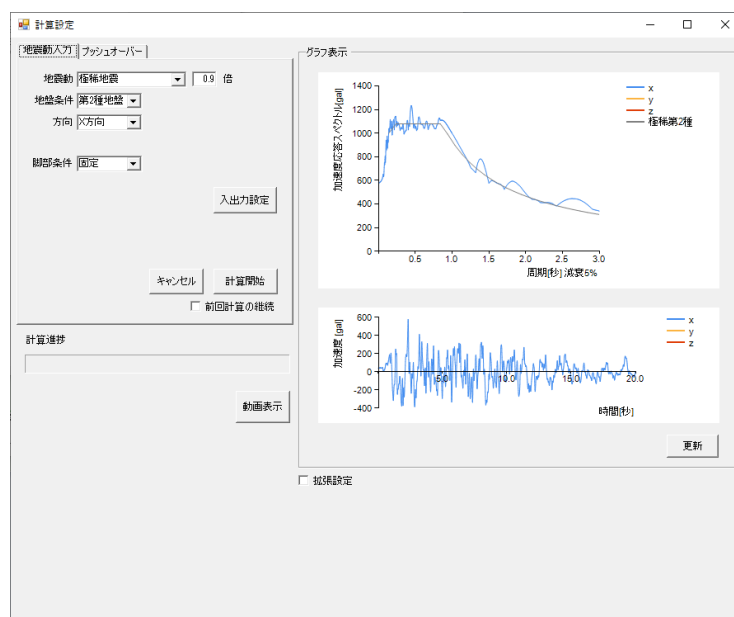 計算設定
地震動入力 プッシュオーバー
地震動 極稀地震 0.9 倍
地盤条件 第2種地盤
方向 X方向
脚部条件 固定
入出力設定
キャンセル 計算開始
前回計算の継続
計算進捗
動画表示
グラフ表示
加速度応答スペクトル[gal]
1400
1200
1000
800
600
400
200
0
0.5 1.0 1.5 2.0 2.5 3.0
周期[秒] 減衰5%
x
y
z
極稀第2種
加速度 [gal]
600
400
200
0
-200
-400
5.0 10.0 15.0 20.0
時間[秒]
x
y
z
更新
拡張設定